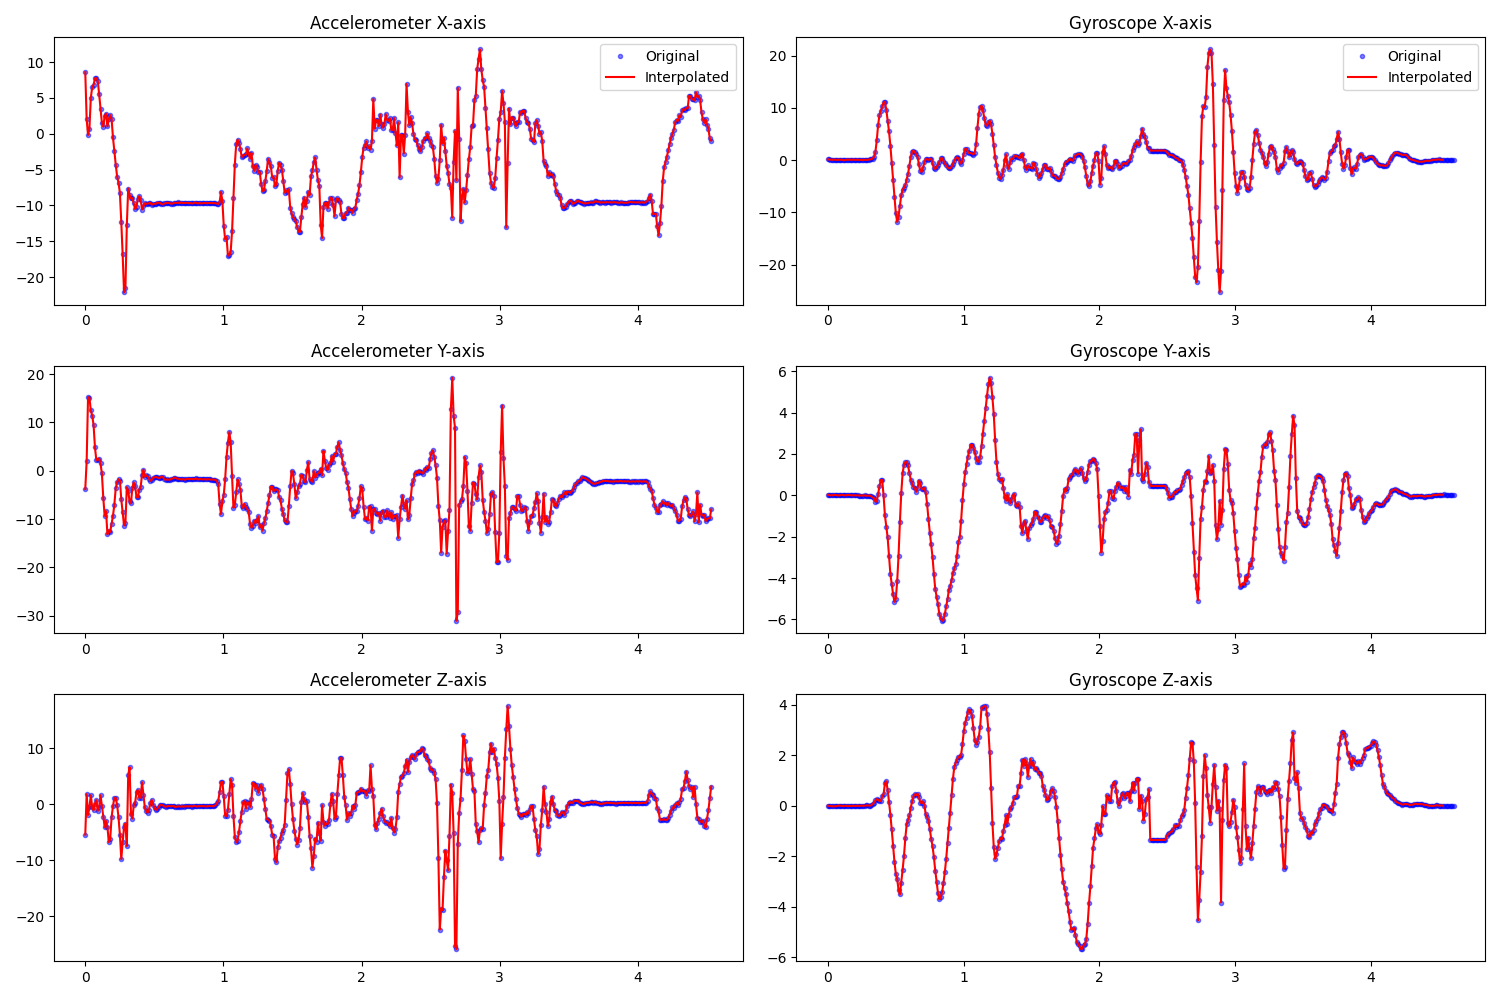 Accelerometer X-axis
Original
Interpolated
10
5
0
−5
−10
−15
−20
0 1 2 3 4
Gyroscope X-axis
Original
Interpolated
20
10
0
−10
−20
0 1 2 3 4
Accelerometer Y-axis
20
10
0
−10
−20
−30
0 1 2 3 4
Gyroscope Y-axis
6
4
2
0
−2
−4
−6
0 1 2 3 4
Accelerometer Z-axis
10
0
−10
−20
0 1 2 3 4
Gyroscope Z-axis
4
2
0
−2
−4
−6
0 1 2 3 4